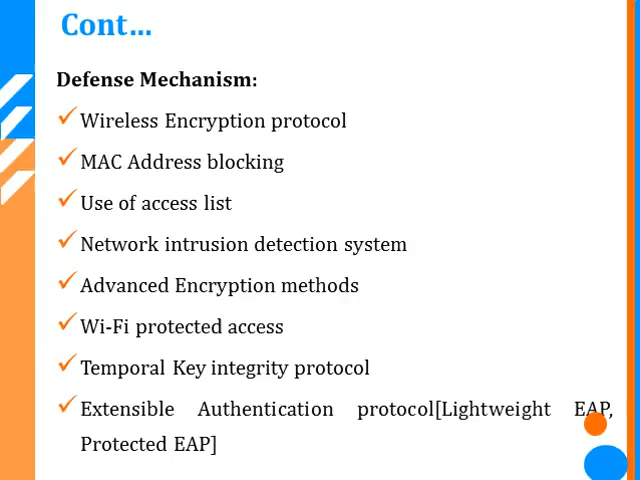 Cont…
Defense Mechanism:
✓ Wireless Encryption protocol
✓ MAC Address blocking
✓ Use of access list
✓ Network intrusion detection system
✓ Advanced Encryption methods
✓ Wi-Fi protected access
✓ Temporal Key integrity protocol
✓ Extensible Authentication protocol[Lightweight EAP,
Protected EAP]